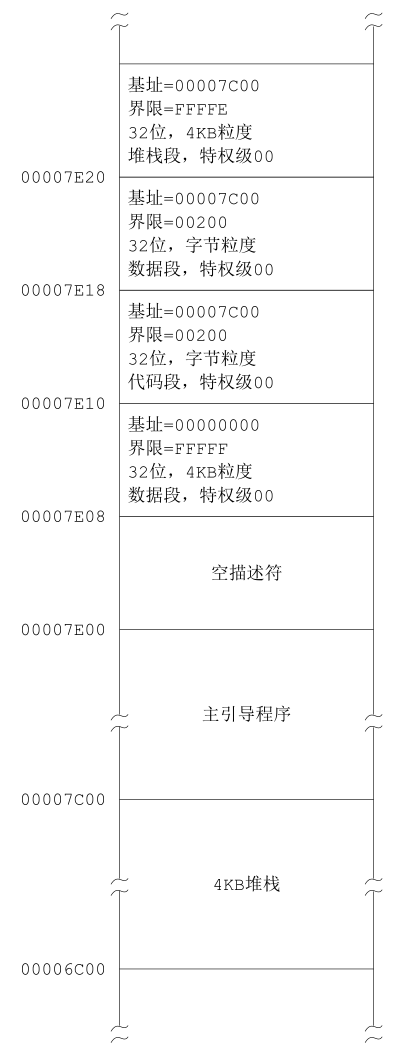 基址=00007C00
界限=FFFFE
32位，4KB粒度
堆栈段，特权级00
00007E20
基址=00007C00
界限=00200
32位，字节粒度
数据段，特权级00
00007E18
基址=00007C00
界限=00200
32位，字节粒度
代码段，特权级00
00007E10
基址=00000000
界限=FFFFF
32位，4KB粒度
数据段，特权级00
00007E08
空描述符
00007E00
主引导程序
00007C00
4KB堆栈
00006C00